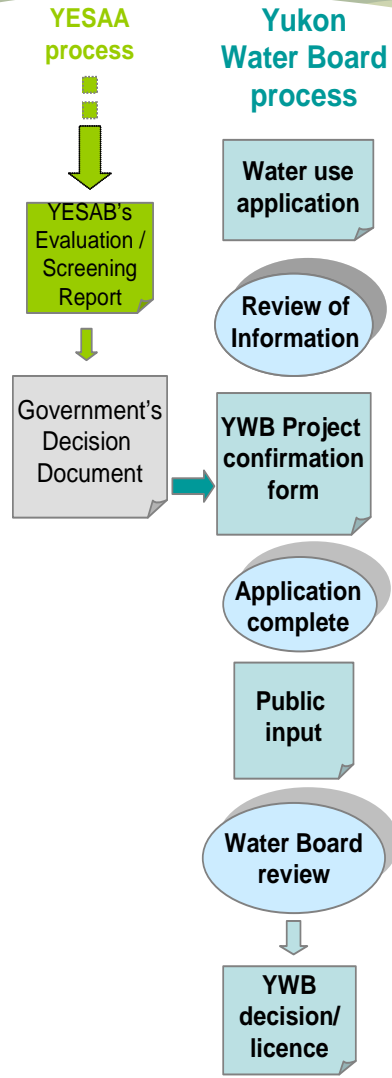 YESAA
process
YESAB's
Evaluation /
Screening
Report
Government's
Decision
Document
Yukon
Water Board
process
Water use
application
Review of
Information
YWB Project
confirmation
form
Application
complete
Public
input
Water Board
review
YWB
decision/
licence